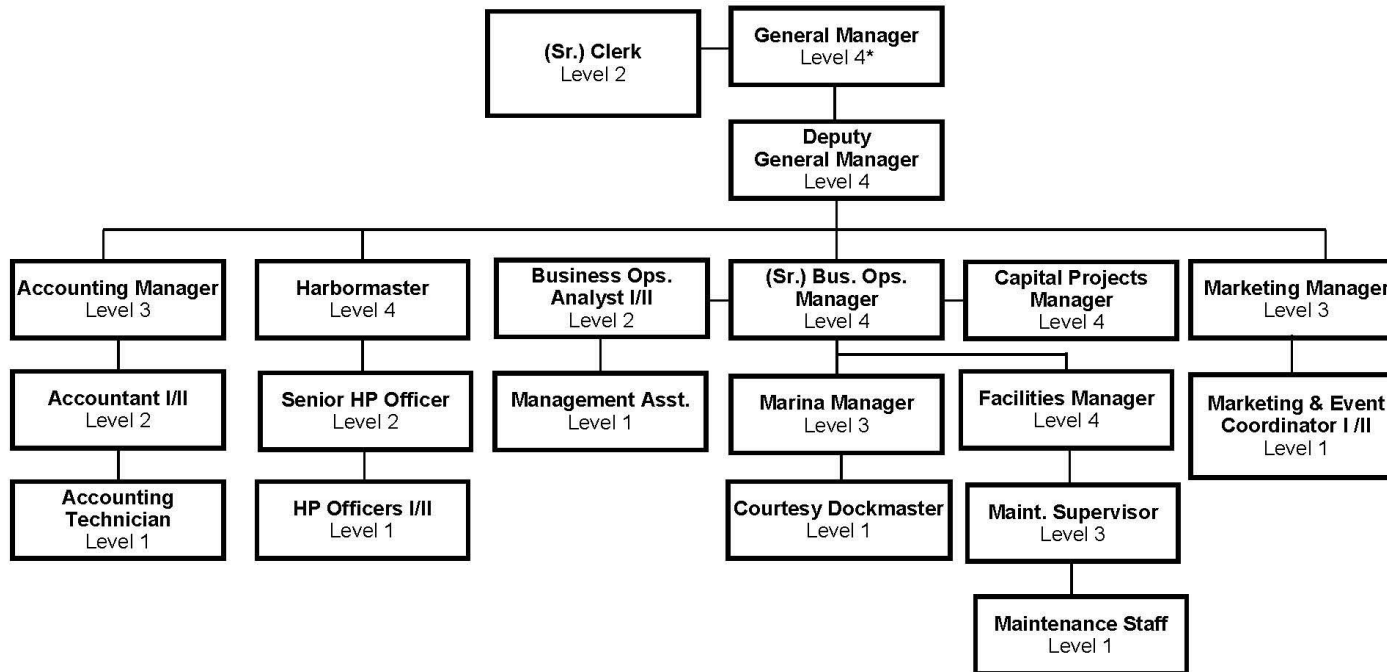 (Sr.) Clerk
Level 2
General Manager
Level 4*
Deputy
General Manager
Level 4
Accounting Manager
Level 3
Harbormaster
Level 4
Business Ops.
Analyst I/II
Level 2
(Sr.) Bus. Ops.
Manager
Level 4
Capital Projects
Manager
Level 4
Marketing Manager
Level 3
Accountant I/II
Level 2
Senior HP Officer
Level 2
Management Asst.
Level 1
Marina Manager
Level 3
Facilities Manager
Level 4
Marketing & Event
Coordinator I /II
Level 1
Accounting
Technician
Level 1
HP Officers I/II
Level 1
Courtesy Dockmaster
Level 1
Maint. Supervisor
Level 3
Maintenance Staff
Level 1